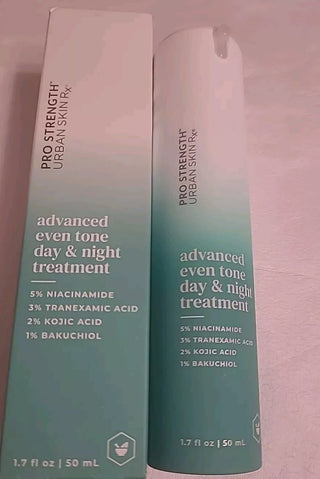 PRO STRENGTH™
URBAN SKIN Rx®
advanced
even tone
day & night
treatment
5% NIACINAMIDE
3% TRANEXAMIC ACID
2% KOJIC ACID
1% BAKUCHIOL
1.7 fl oz | 50 mL
PRO STRENGTH™
URBAN SKIN Rx®
advanced
even tone
day & night
treatment
5% NIACINAMIDE
3% TRANEXAMIC ACID
2% KOJIC ACID
1% BAKUCHIOL
1.7 fl oz | 50 mL